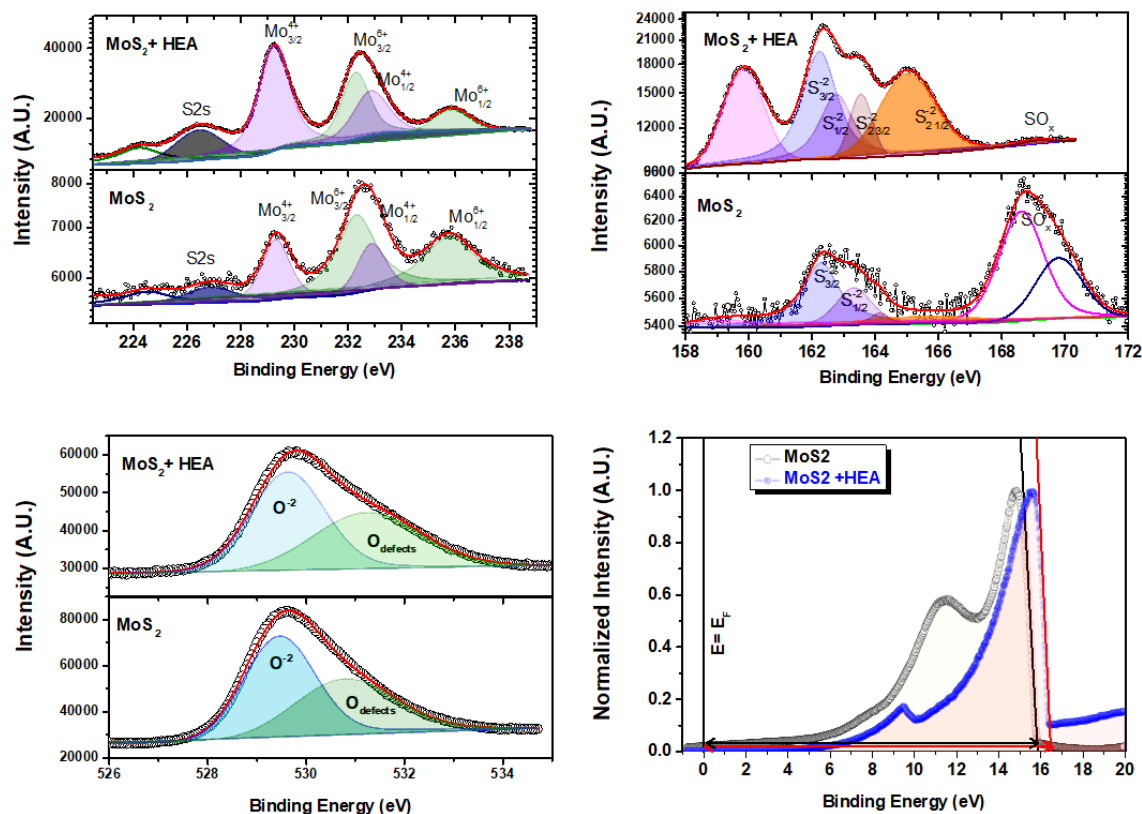 MoS2 + HEA
S2s
Mo4+3/2
Mo6+3/2
Mo4+1/2
Mo6+1/2
40000
20000
MoS2
S2s
Mo4+3/2
Mo6+3/2
Mo4+1/2
Mo6+1/2
8000
7000
6000
Intensity (A.U.)
224 226 228 230 232 234 236 238
Binding Energy (eV)
MoS2 + HEA
S-23/2
S-21/2
S-22 3/2
S-22 1/2
SOx
24000
21000
18000
15000
12000
MoS2
S-23/2
S-21/2
SOx
6400
6200
6000
5800
5600
5400
Intensity (A.U.)
158 160 162 164 166 168 170 172
Binding Energy (eV)
MoS2 + HEA
O-2
Odefects
60000
50000
40000
30000
MoS2
O-2
Odefects
80000
60000
40000
20000
Intensity (A.U.)
526 528 530 532 534
Binding Energy (eV)
MoS2
MoS2 +HEA
E= EF
1.2
1.0
0.8
0.6
0.4
0.2
0.0
Normalized Intensity (A.U.)
0 2 4 6 8 10 12 14 16 18 20
Binding Energy (eV)